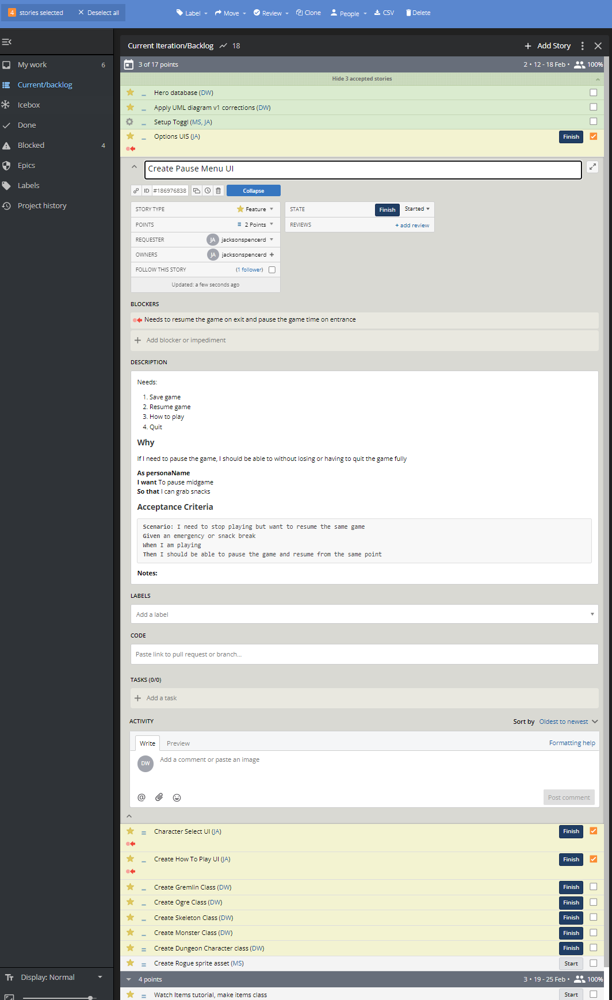 4 stories selected × Deselect all Label Move Review Clone People CSV Delete
Current Iteration/Backlog 18 + Add Story
My work 6
Current/backlog
Icebox
Done
Blocked 4
Epics
Labels
Project history
Display: Normal
3 of 17 points 2 • 12 - 18 Feb • 100%
Hide 3 accepted stories
Hero database (DW)
Apply UML diagram v1 corrections (DW)
Setup Toggl (MS, JA)
Options UIS (JA) Finish
Create Pause Menu UI
ID #186976838 Collapse
STORY TYPE Feature
POINTS 2 Points
REQUESTER JA jacksonspencerd
OWNERS JA jacksonspencerd +
FOLLOW THIS STORY (1 follower)
Updated: a few seconds ago
STATE Finish Started
REVIEWS + add review
BLOCKERS
Needs to resume the game on exit and pause the game time on entrance
+ Add blocker or impediment
DESCRIPTION
Needs:
1. Save game
2. Resume game
3. How to play
4. Quit
Why
If I need to pause the game, I should be able to without losing or having to quit the game fully
As personaName
I want To pause midgame
So that I can grab snacks
Acceptance Criteria
Scenario: I need to stop playing but want to resume the same game
Given an emergency or snack break
When I am playing
Then I should be able to pause the game and resume from the same point
Notes:
LABELS
Add a label
CODE
Paste link to pull request or branch...
TASKS (0/0)
+ Add a task
ACTIVITY Sort by Oldest to newest
Write Preview Formatting help
DW Add a comment or paste an image
@ Post comment
Character Select UI (JA) Finish
Create How To Play UI (JA) Finish
Create Gremlin Class (DW) Finish
Create Ogre Class (DW) Finish
Create Skeleton Class (DW) Finish
Create Monster Class (DW) Finish
Create Dungeon Character class (DW) Finish
Create Rogue sprite asset (MS) Start
4 points 3 • 19 - 25 Feb • 100%
Watch Items tutorial, make items class Start